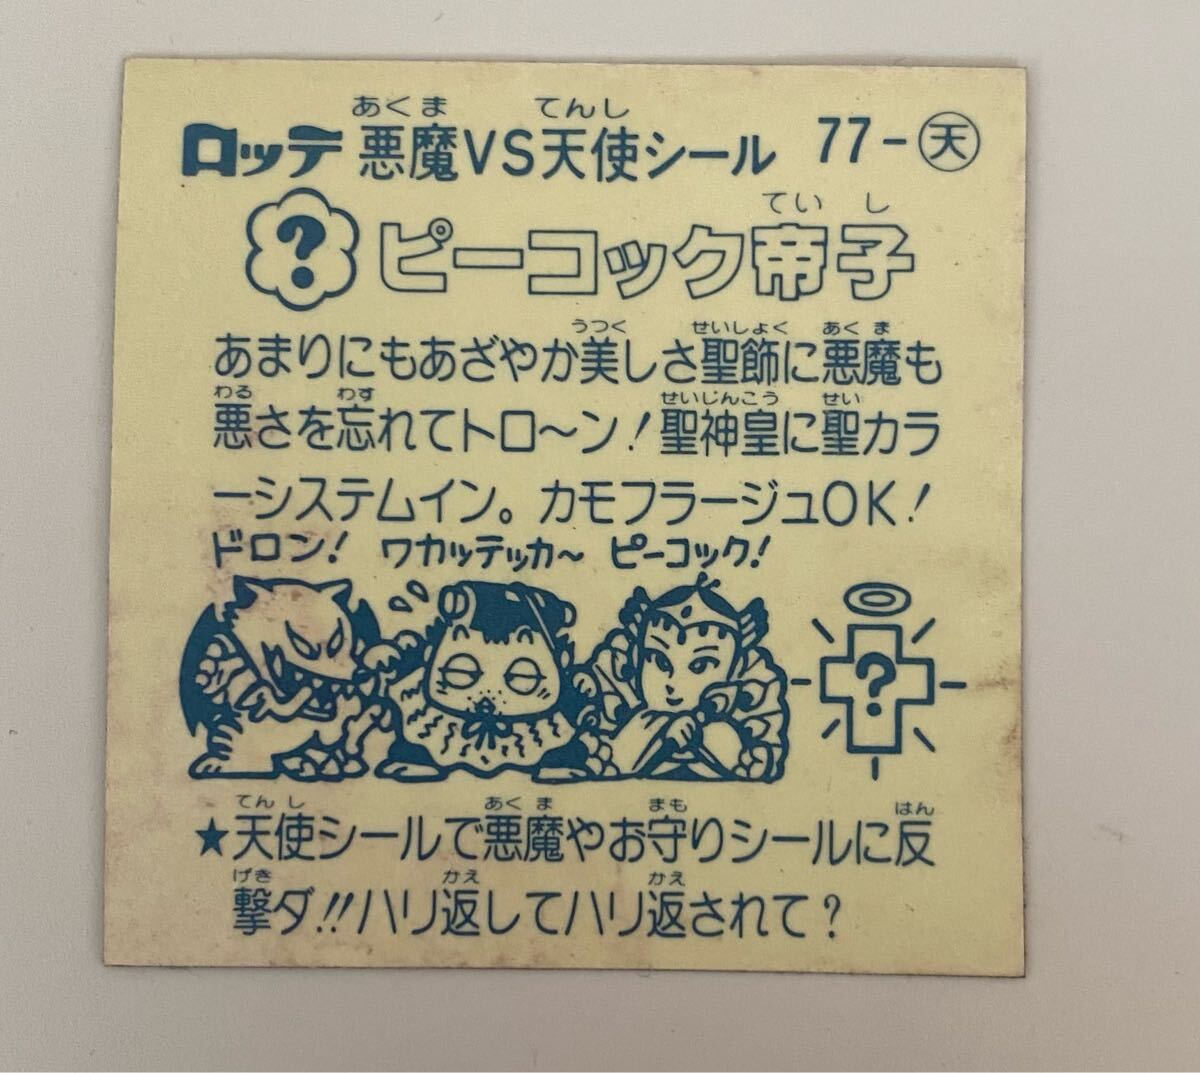 あくま てんし
ロッテ 悪魔VS天使シール 77-㊝
ていし
? ピーコック帝子
うつく せいしょく あくま
あまりにもあざやか美しさ聖飾に悪魔も
わる わす せいじんこう せい
悪さを忘れてトロ〜ン!聖神皇に聖カラ
ーシステムイン。カモフラージュOK!
ドロン! ワカッテッカ〜 ピーコック!
?
てんし あくま まも はん
★天使シールで悪魔やお守りシールに反
げき かえ かえ
撃ダ!!ハリ返してハリ返されて?